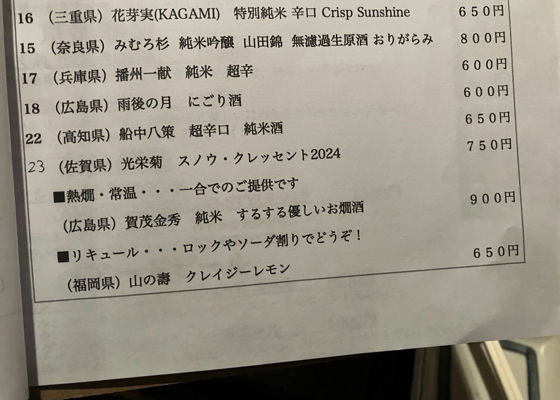 16 (三重県) 花芽実(KAGAMI) 特別純米 辛口 Crisp Sunshine 650円
15 (奈良県) みむろ杉 純米吟醸 山田錦 無濾過生原酒 おりがらみ 800円
17 (兵庫県) 播州一献 純米 超辛 600円
18 (広島県) 雨後の月 にごり酒 600円
22 (高知県) 船中八策 超辛口 純米酒 650円
23 (佐賀県) 光栄菊 スノウ・クレッセント2024 750円
■熱燗・常温・・・一合でのご提供です
(広島県) 賀茂金秀 純米 するする優しいお燗酒 900円
■リキュール・・・ロックやソーダ割りでどうぞ！
(福岡県) 山の壽 クレイジーレモン 650円